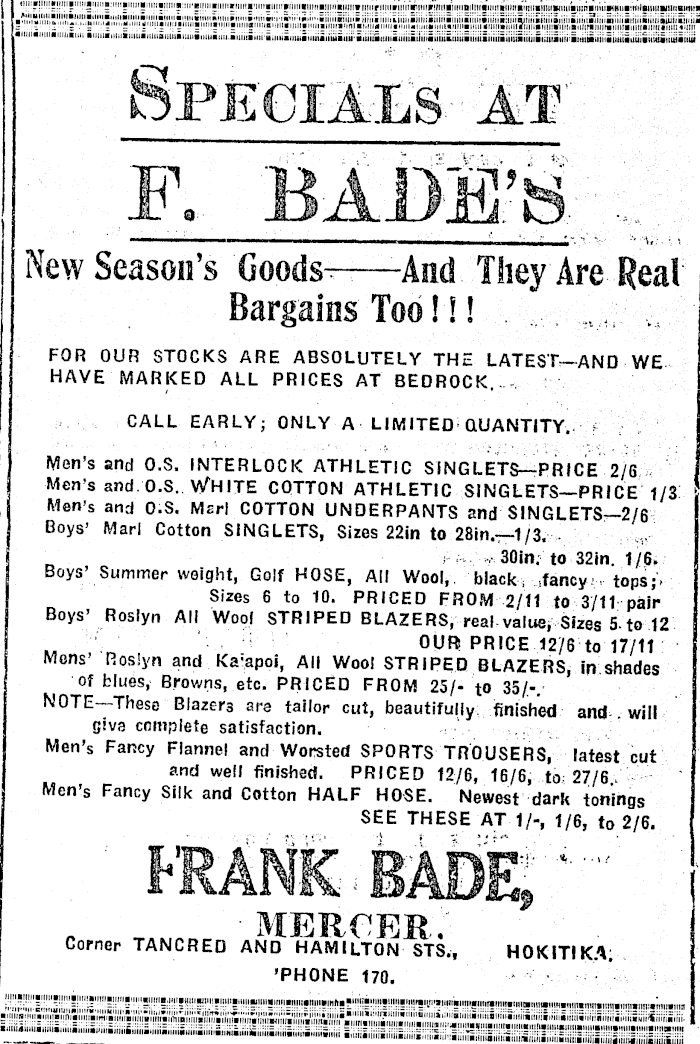 SPECIALS AT
F. BADE'S
New Season's Goods——And They Are Real
Bargains Too!!!
FOR OUR STOCKS ARE ABSOLUTELY THE LATEST—AND WE
HAVE MARKED ALL PRICES AT BEDROCK.
CALL EARLY; ONLY A LIMITED QUANTITY.
Men's and O.S. INTERLOCK ATHLETIC SINGLETS—PRICE 2/6
Men's and O.S. WHITE COTTON ATHLETIC SINGLETS—PRICE 1/3
Men's and O.S. Marl COTTON UNDERPANTS and SINGLETS—2/6
Boys' Marl Cotton SINGLETS, Sizes 22in to 28in.—1/3.
30in. to 32in. 1/6.
Boys' Summer weight, Golf HOSE, All Wool, black, fancy tops;
Sizes 6 to 10. PRICED FROM 2/11 to 3/11 pair
Boys' Roslyn All Wool STRIPED BLAZERS, real value, Sizes 5 to 12
OUR PRICE 12/6 to 17/11
Mens' Roslyn and Kaiapoi, All Wool STRIPED BLAZERS, in shades
of blues, Browns, etc. PRICED FROM 25/- to 35/-.
NOTE—These Blazers are tailor cut, beautifully finished and will
give complete satisfaction.
Men's Fancy Flannel and Worsted SPORTS TROUSERS, latest cut
and well finished. PRICED 12/6, 16/6, to 27/6.
Men's Fancy Silk and Cotton HALF HOSE. Newest dark tonings
SEE THESE AT 1/-, 1/6, to 2/6.
FRANK BADE,
MERCER.
Corner TANCRED AND HAMILTON STS., HOKITIKA.
'PHONE 170.